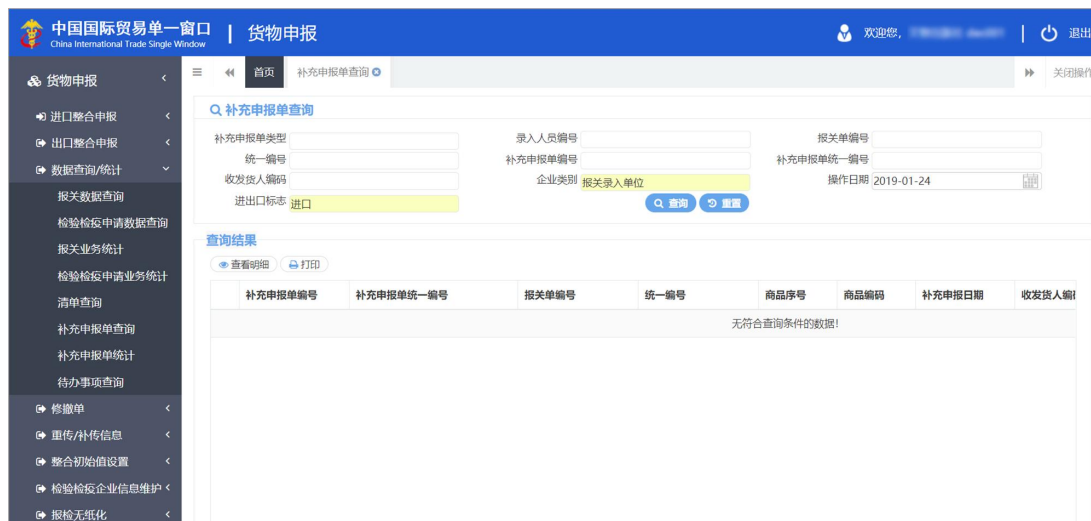 中国国际贸易单一窗口 | 货物申报
China International Trade Single Window
欢迎您,
退出
货物申报
进口整合申报
出口整合申报
数据查询/统计
报关数据查询
检验检疫申请数据查询
报关业务统计
检验检疫申请业务统计
清单查询
补充申报单查询
补充申报单统计
待办事项查询
修撤单
重传/补传信息
整合初始值设置
检验检疫企业信息维护
报检无纸化
首页 补充申报单查询 关闭操作
补充申报单查询
补充申报单类型 录入人员编号 报关单编号
统一编号 补充申报单编号 补充申报单统一编号
收发货人编码 企业类别 报关录入单位 操作日期 2019-01-24
进出口标志 进口 查询 重置
查询结果
查看明细 打印
补充申报单编号 补充申报单统一编号 报关单编号 统一编号 商品序号 商品编码 补充申报日期 收发货人编
无符合查询条件的数据!